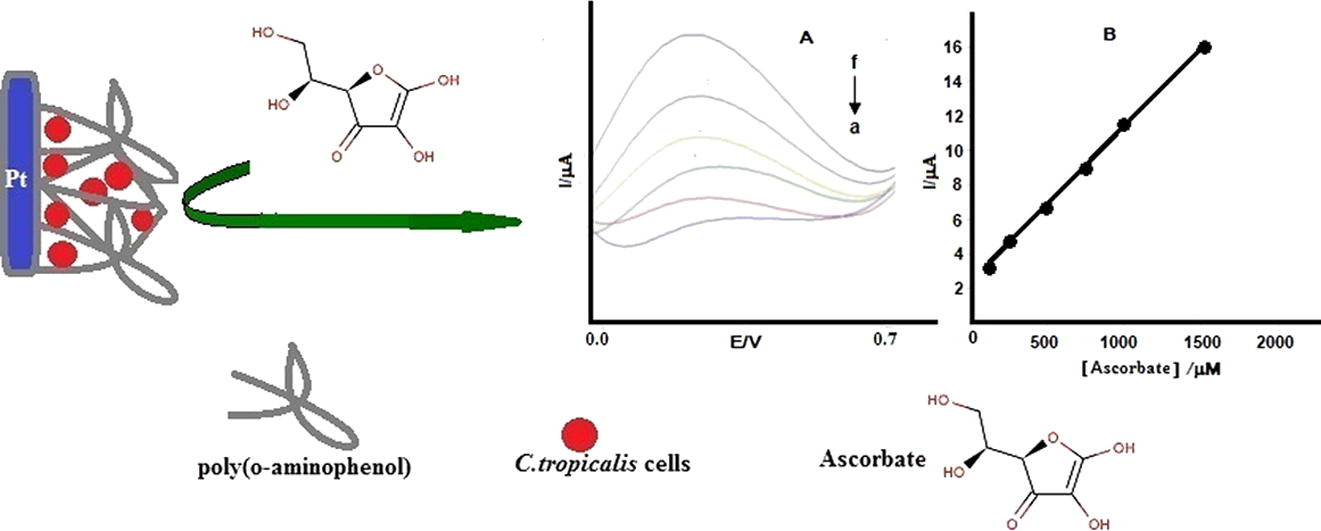 Pt
HO
HO
O
OH
O
OH
A
f
a
I/μA
0.0
E/V
0.7
B
I/μA
16
14
12
10
8
6
4
2
0
500
1000
1500
2000
[Ascorbate] /μM
poly(o-aminophenol)
C.tropicalis cells
Ascorbate
HO
HO
O
OH
O
OH